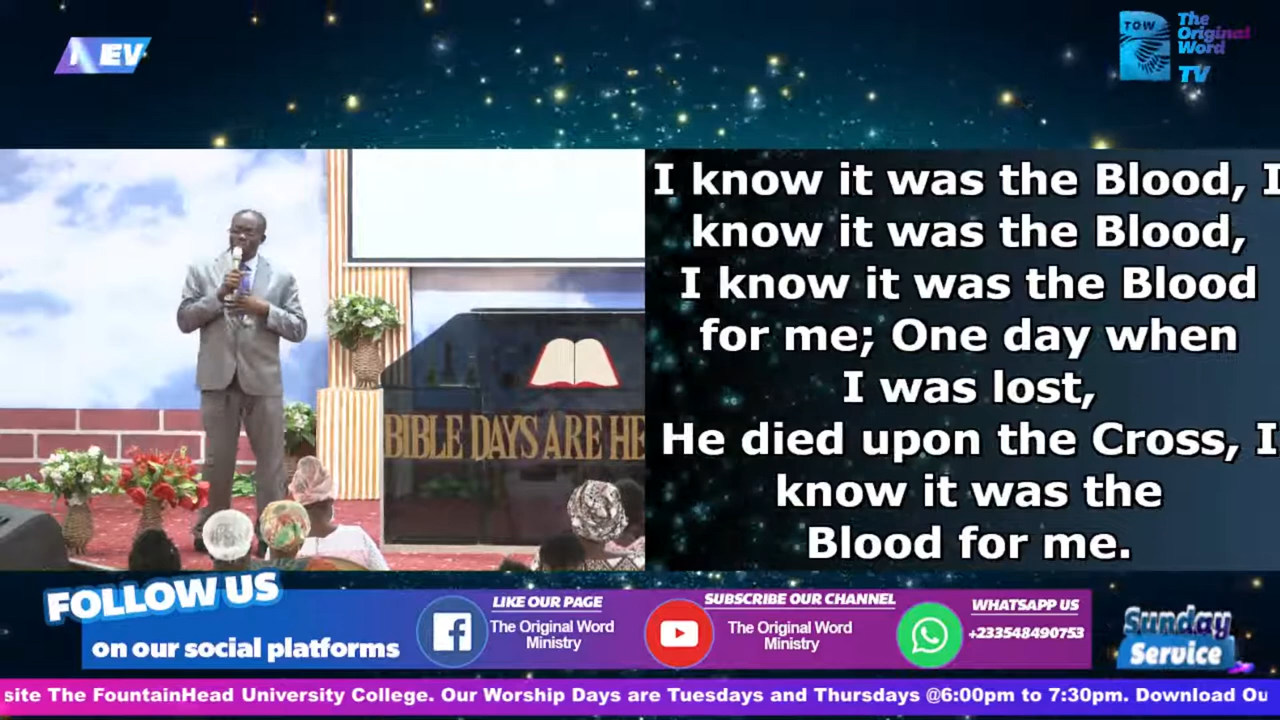 EV
TOW
The
Original
Word
TV
I know it was the Blood, I
know it was the Blood,
I know it was the Blood
for me; One day when
I was lost,
He died upon the Cross, I
know it was the
Blood for me.
BIBLE DAYS ARE HE
FOLLOW US
on our social platforms
LIKE OUR PAGE
The Original Word
Ministry
SUBSCRIBE OUR CHANNEL
The Original Word
Ministry
WHATSAPP US
+233548490753
Sunday
Service
site The FountainHead University College. Our Worship Days are Tuesdays and Thursdays @6:00pm to 7:30pm. Download Ou